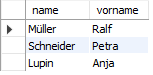 name vorname
Müller Ralf
Schneider Petra
Lupin Anja